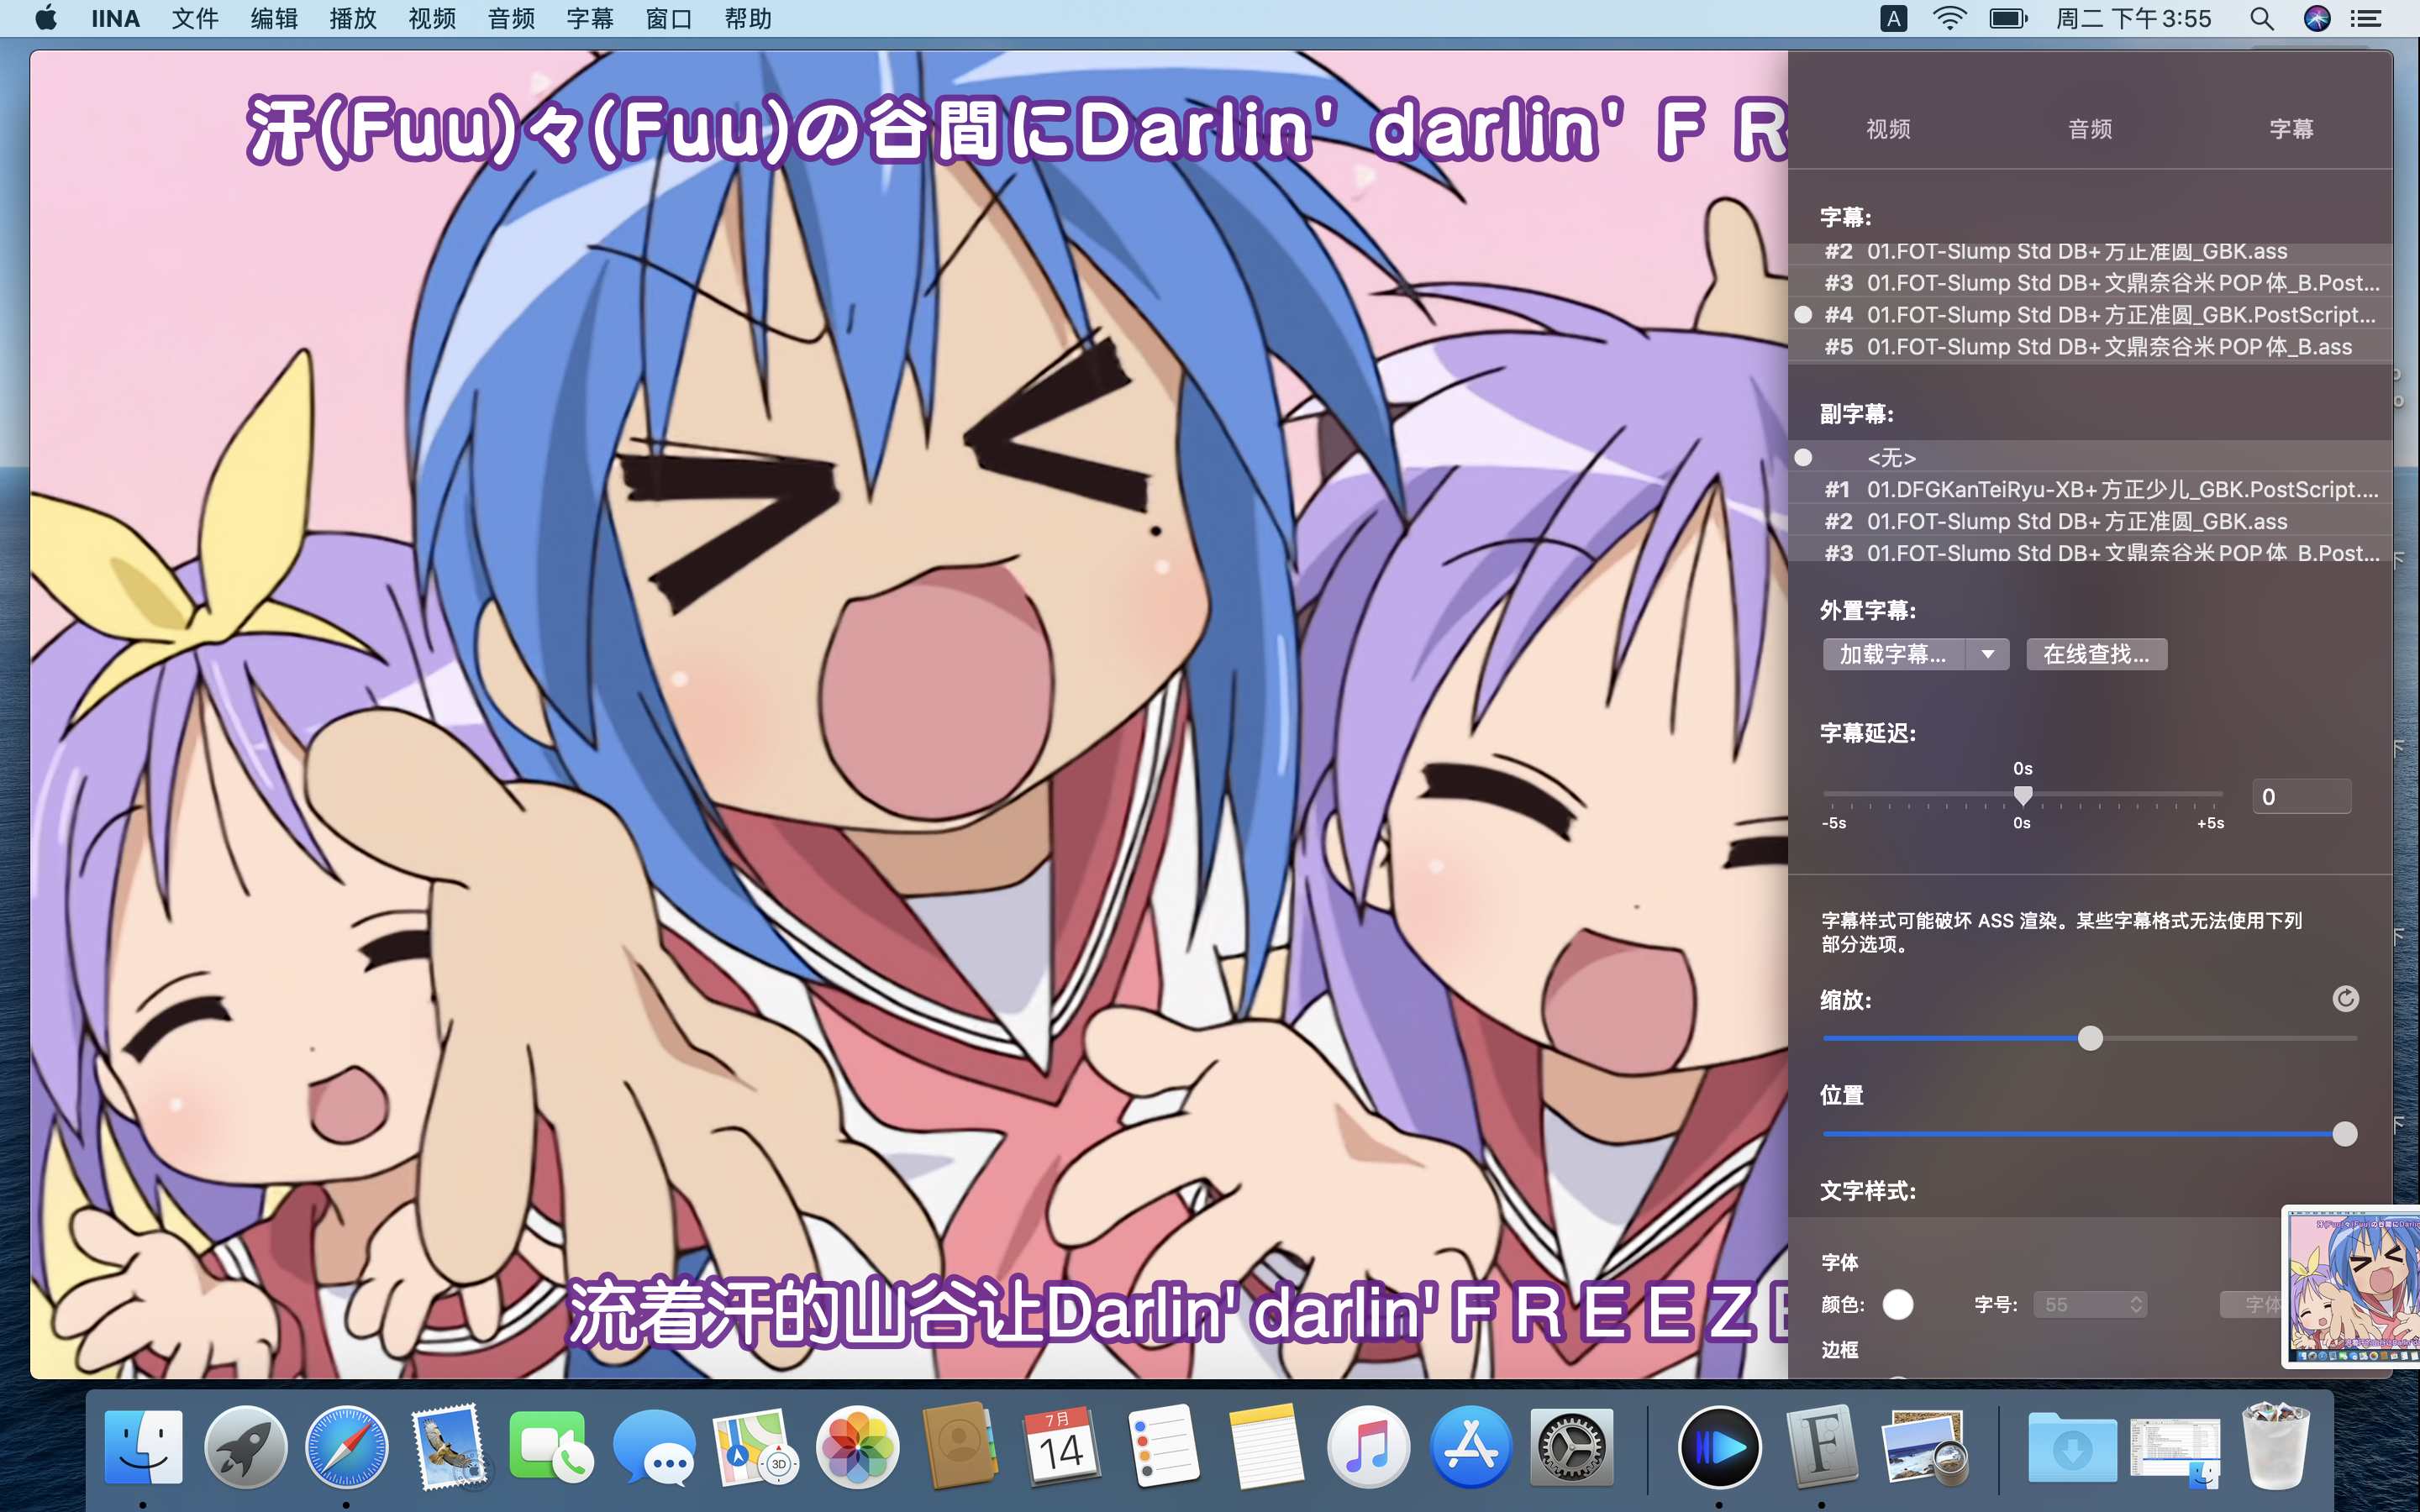 IINA 文件 编辑 播放 视频 音频 字幕 窗口 帮助 A 周二 下午3:55
汗(Fuu)々(Fuu)の谷間にDarlin' darlin' F R
视频 音频 字幕
字幕:
#2 01.FOT-Slump Std DB+方正准圆_GBK.ass
#3 01.FOT-Slump Std DB+文鼎奈谷米POP体_B.Post...
#4 01.FOT-Slump Std DB+方正准圆_GBK.PostScript...
#5 01.FOT-Slump Std DB+文鼎奈谷米POP体_B.ass
副字幕:
<无>
#1 01.DFGKanTeiRyu-XB+方正少儿_GBK.PostScript....
#2 01.FOT-Slump Std DB+方正准圆_GBK.ass
#3 01.FOT-Slump Std DB+文鼎奈谷米POP体_B.Post...
外置字幕:
加载字幕... 在线查找...
字幕延迟:
0s
0
-5s 0s +5s
字幕样式可能破坏 ASS 渲染。某些字幕格式无法使用下列
部分选项。
缩放:
位置
文字样式:
字体
颜色: 字号: 55 字体
边框
流着汗的山谷让Darlin' darlin' F R E E Z E
7月
14
3D
F